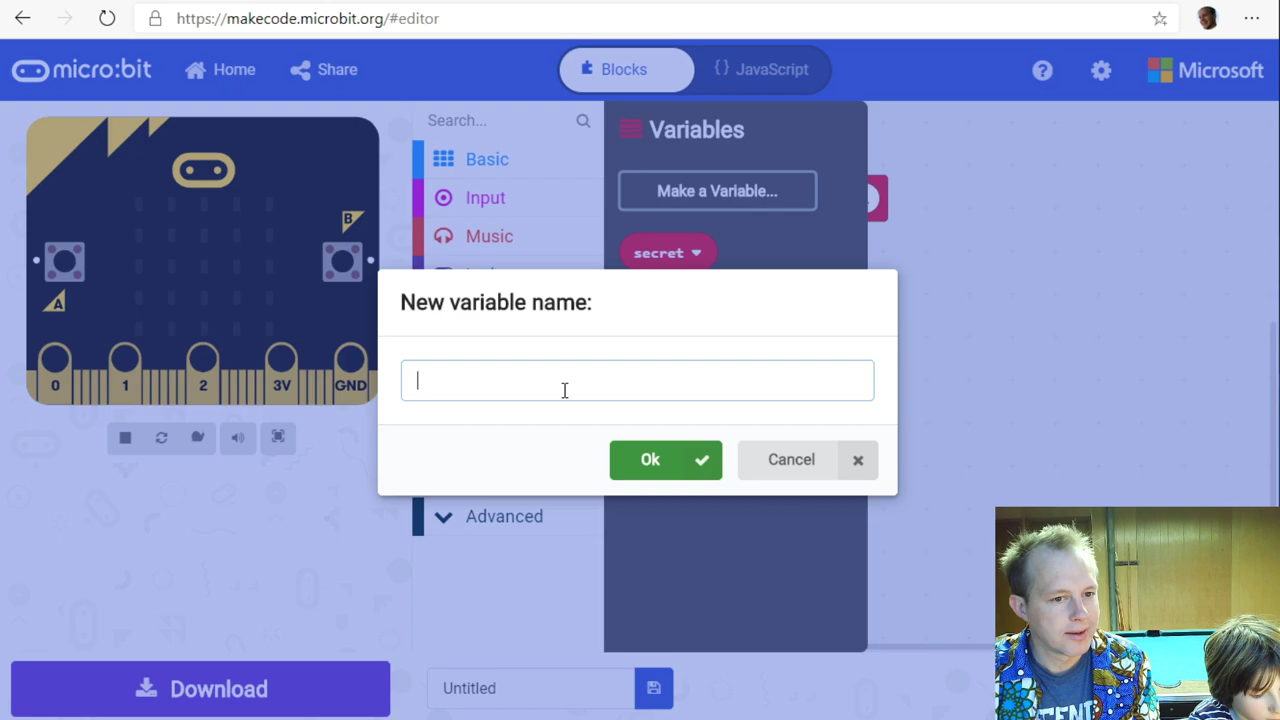 https://makecode.microbit.org/#editor
micro:bit Home Share Blocks {} JavaScript ? Microsoft
Search...
Basic
Input
Music
Variables
Make a Variable...
secret
New variable name:
Ok Cancel
Advanced
Download
Untitled
B
A
0 1 2 3V GND